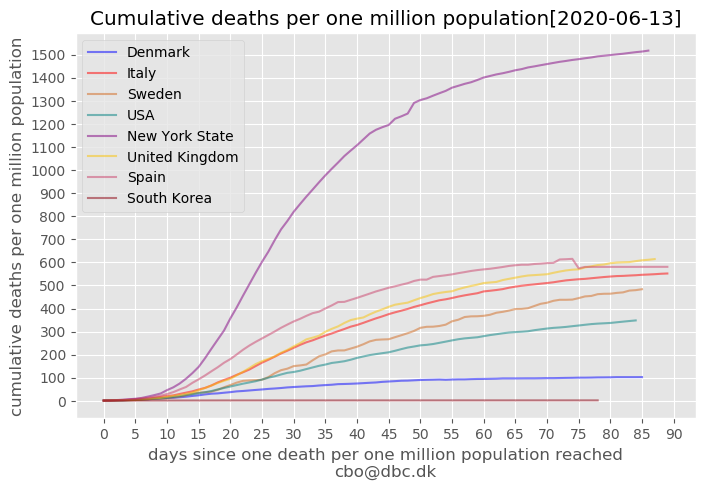 Cumulative deaths per one million population[2020-06-13]
cumulative deaths per one million population
1500
1400
1300
1200
1100
1000
900
800
700
600
500
400
300
200
100
0
Denmark
Italy
Sweden
USA
New York State
United Kingdom
Spain
South Korea
0 5 10 15 20 25 30 35 40 45 50 55 60 65 70 75 80 85 90
days since one death per one million population reached
cbo@dbc.dk